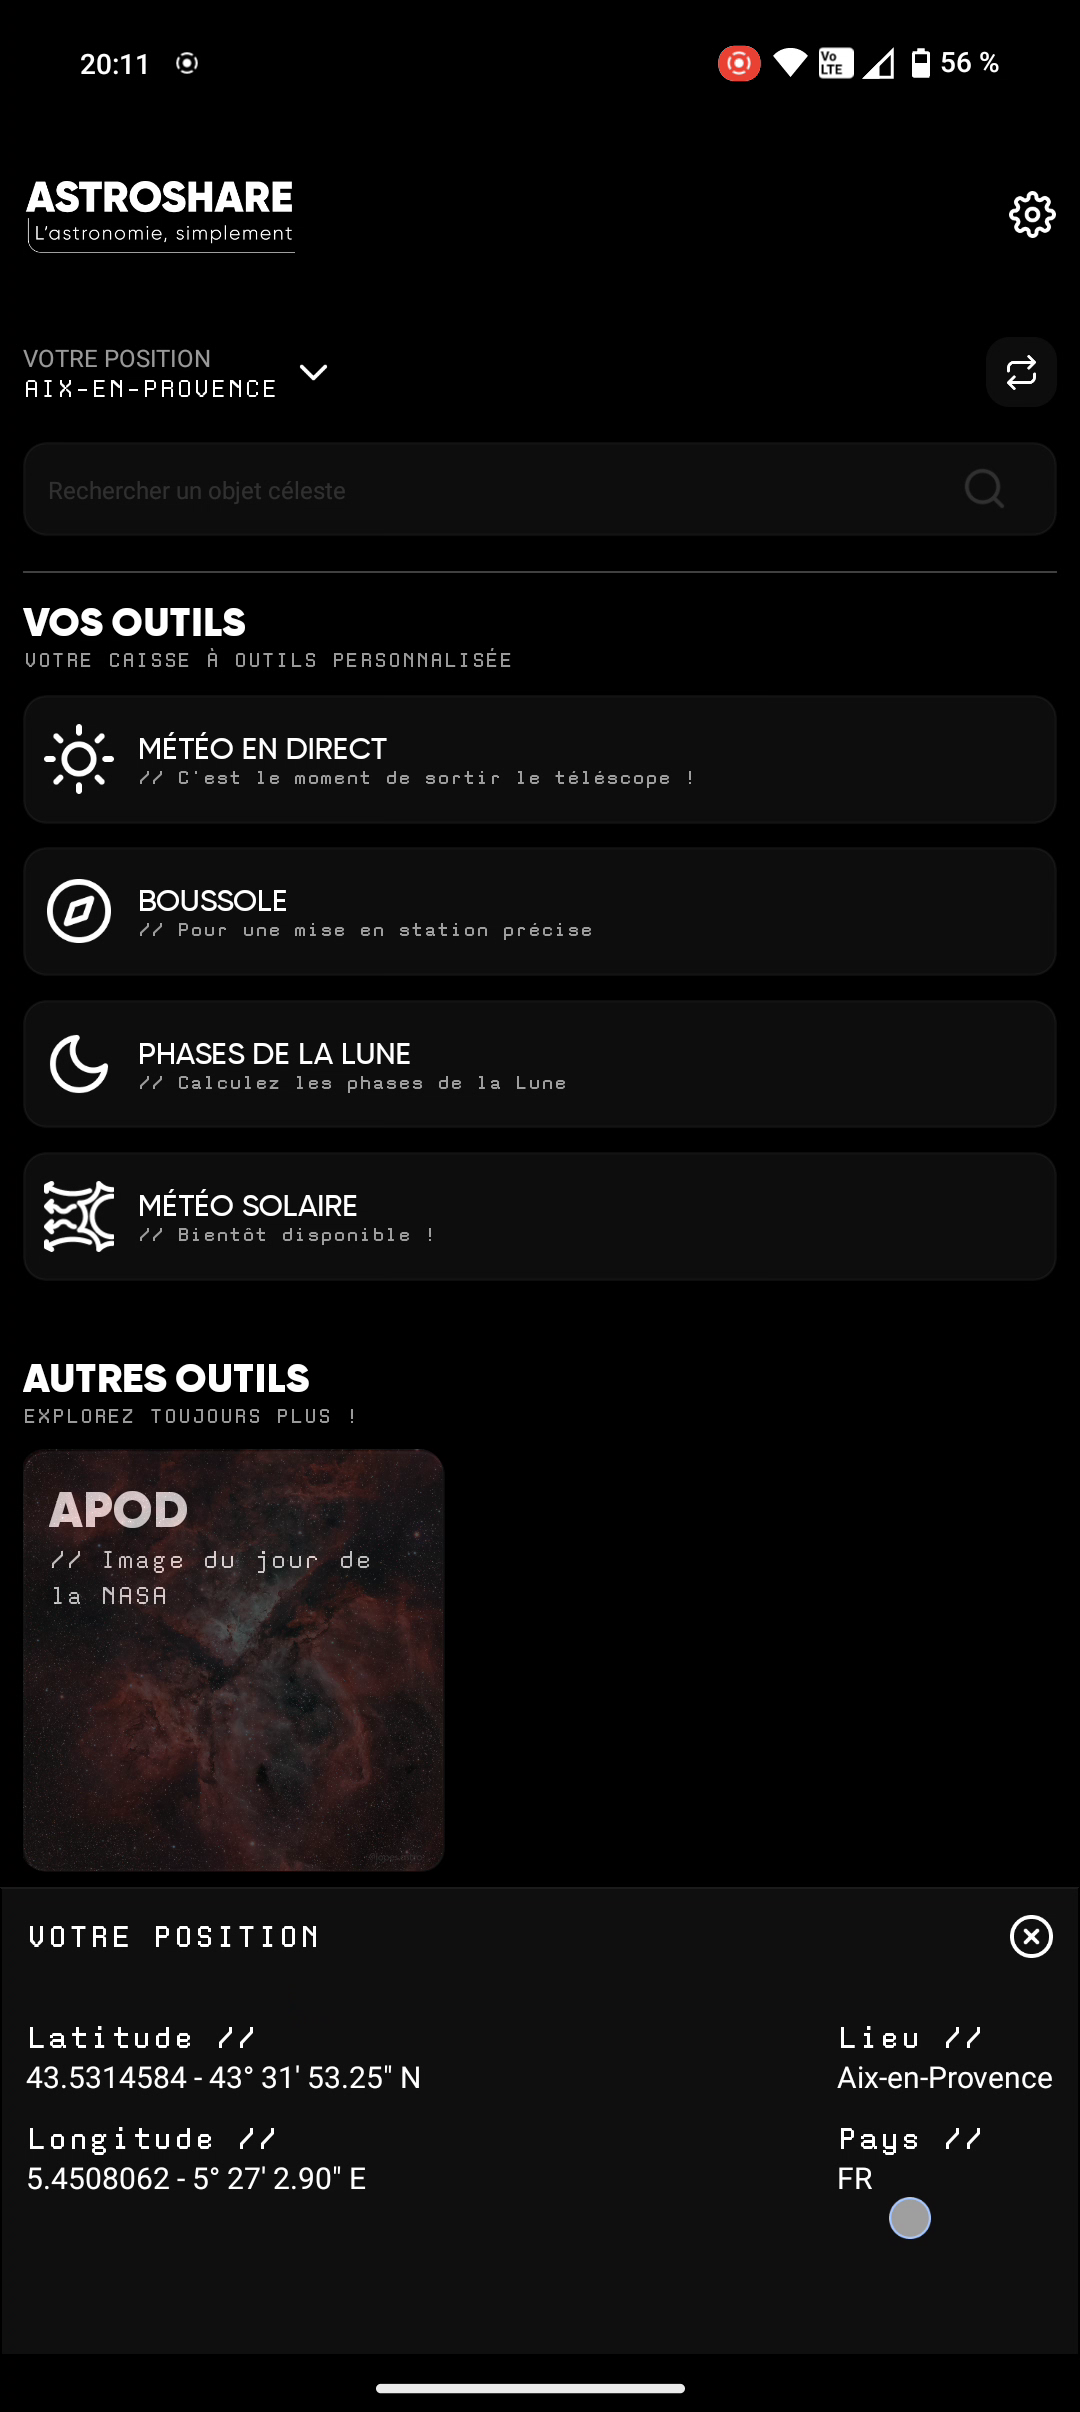 20:11
Vo LTE
56 %
ASTROSHARE
L'astronomie, simplement
VOTRE POSITION
AIX-EN-PROVENCE
Rechercher un objet céleste
VOS OUTILS
VOTRE CAISSE À OUTILS PERSONNALISÉE
MÉTÉO EN DIRECT
// C'est le moment de sortir le téléscope !
BOUSSOLE
// Pour une mise en station précise
PHASES DE LA LUNE
// Calculez les phases de la Lune
MÉTÉO SOLAIRE
// Bientôt disponible !
AUTRES OUTILS
EXPLOREZ TOUJOURS PLUS !
APOD
// Image du jour de
la NASA
VOTRE POSITION
Latitude //
43.5314584 - 43° 31' 53.25" N
Lieu //
Aix-en-Provence
Longitude //
5.4508062 - 5° 27' 2.90" E
Pays //
FR